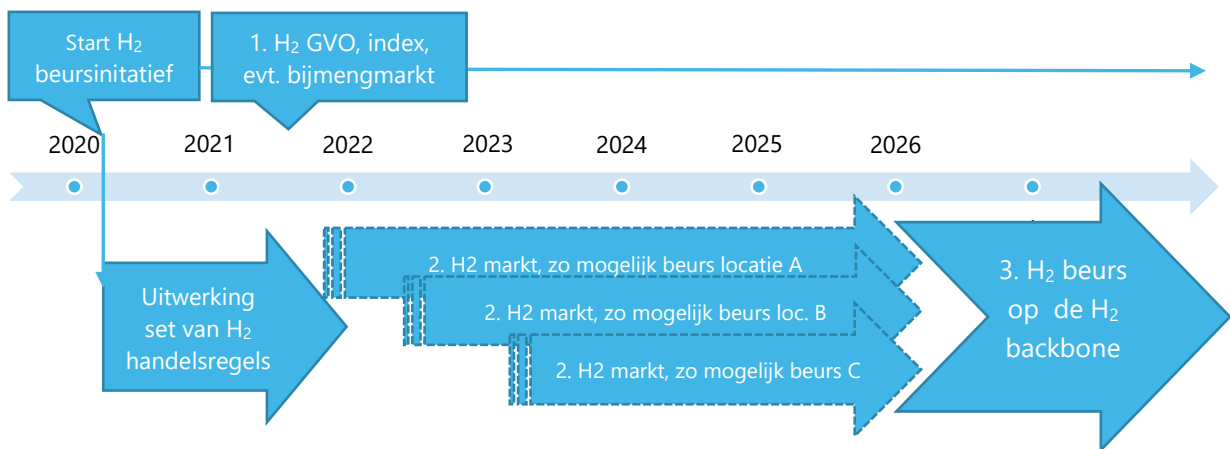 Start H₂
beursinitatief
1. H₂ GVO, index,
evt. bijmengmarkt
2020
2021
2022
2023
2024
2025
2026
Uitwerking
set van H₂
handelsregels
2. H2 markt, zo mogelijk beurs locatie A
2. H2 markt, zo mogelijk beurs loc. B
2. H2 markt, zo mogelijk beurs C
3. H₂ beurs
op de H₂
backbone